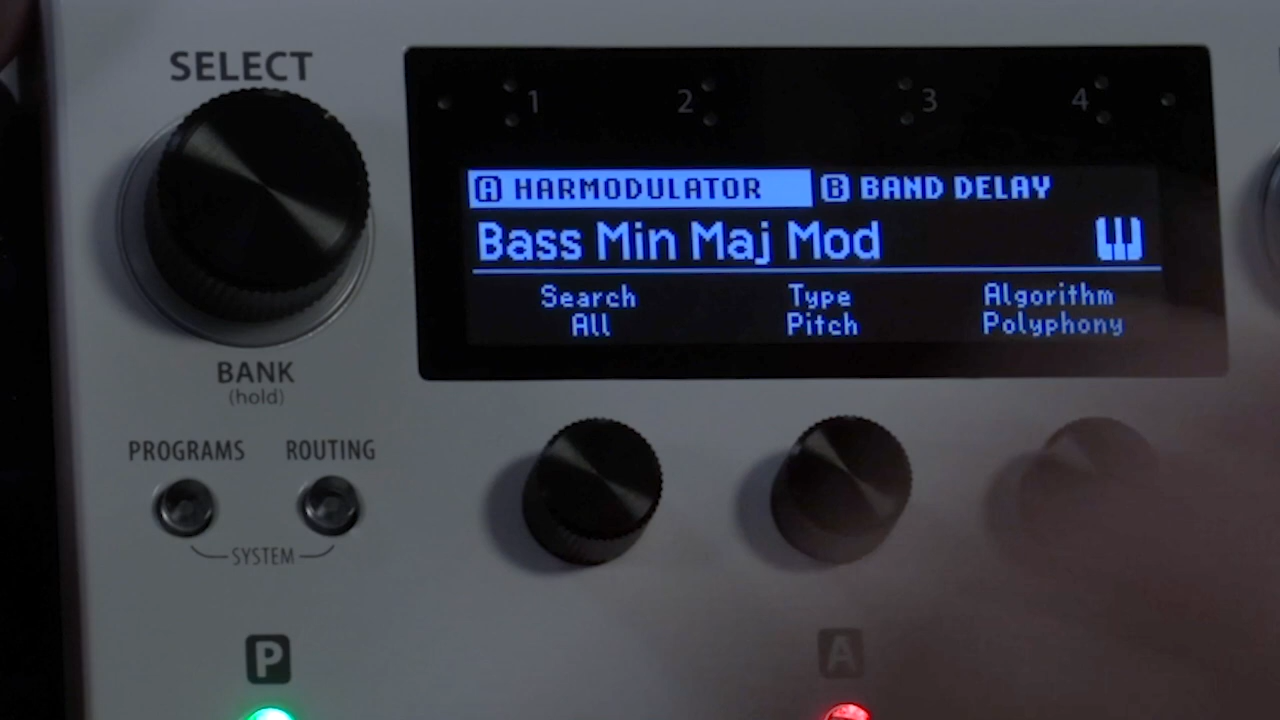 SELECT
1 2 3 4
A HARMODULATOR B BAND DELAY
Bass Min Maj Mod
Search Type Algorithm
All Pitch Polyphony
BANK
(hold)
PROGRAMS ROUTING
SYSTEM
P A